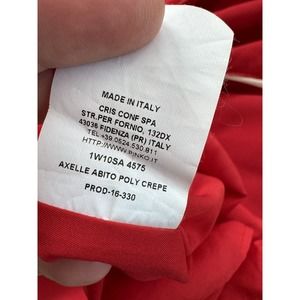 MADE IN ITALY
CRIS CONF SPA
STR.PER FORNIO, 132DX
43036 FIDENZA (PR) ITALY
TEL +39.0524.530.811
HTTP://WWW.PINKO.IT
1W10SA 4575
AXELLE ABITO POLY CREPE
PROD-16-330